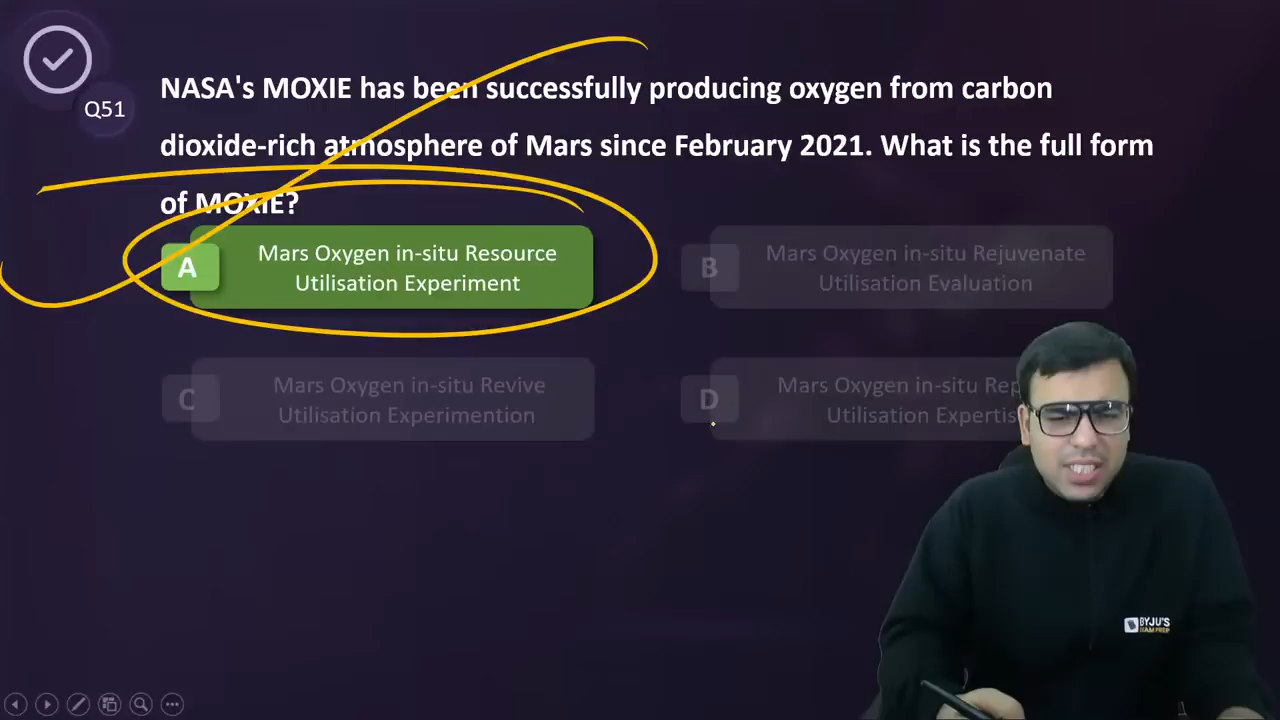 Q51
NASA's MOXIE has been successfully producing oxygen from carbon
dioxide-rich atmosphere of Mars since February 2021. What is the full form
of MOXIE?
A
Mars Oxygen in-situ Resource
Utilisation Experiment
B
Mars Oxygen in-situ Rejuvenate
Utilisation Evaluation
C
Mars Oxygen in-situ Revive
Utilisation Experimention
D
Mars Oxygen in-situ
Utilisation
BYJU'S
EXAM PREP